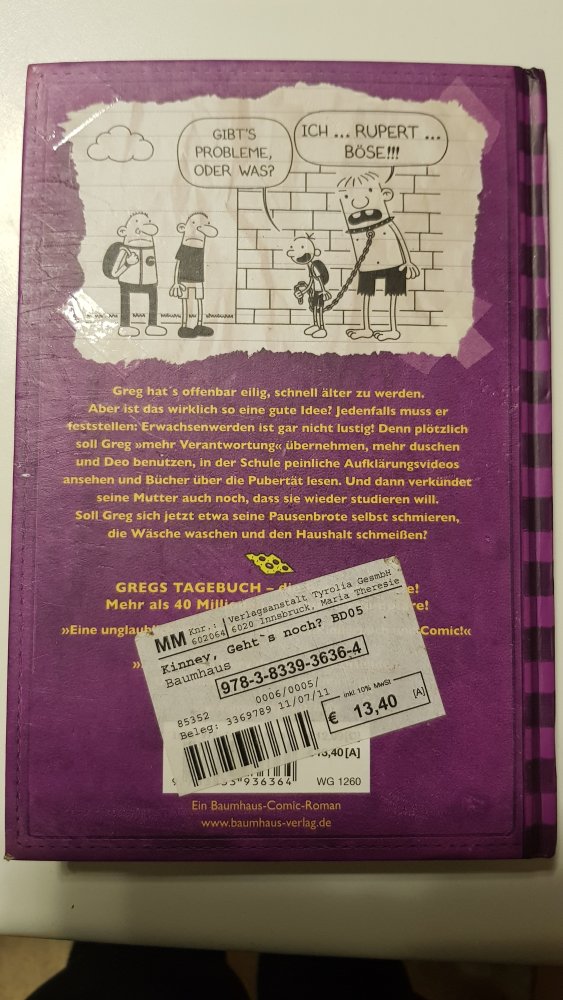 GIBT'S
PROBLEME,
ODER WAS?
ICH ... RUPERT ...
BÖSE!!!
Greg hat´s offenbar eilig, schnell älter zu werden.
Aber ist das wirklich so eine gute Idee? Jedenfalls muss er
feststellen: Erwachsenwerden ist gar nicht lustig! Denn plötzlich
soll Greg »mehr Verantwortung« übernehmen, mehr duschen
und Deo benutzen, in der Schule peinliche Aufklärungsvideos
ansehen und Bücher über die Pubertät lesen. Und dann verkündet
seine Mutter auch noch, dass sie wieder studieren will.
Soll Greg sich jetzt etwa seine Pausenbrote selbst schmieren,
die Wäsche waschen und den Haushalt schmeißen?
GREGS TAGEBUCH –
Mehr als 40
»Eine Comic!«
MM Knr.: 602064
Verlagsanstalt Tyrolia GesmbH
6020 Innsbruck, Maria Theresie
Kinney, Geht`s noch? BD05
Baumhaus
978-3-8339-3636-4
0006/0005/
85352
Beleg: 3369789 11/07/11
inkl 10% MwSt
€ 13,40 [A]
13,40 [A]
936364
WG 1260
Ein Baumhaus-Comic-Roman
www.baumhaus-verlag.de